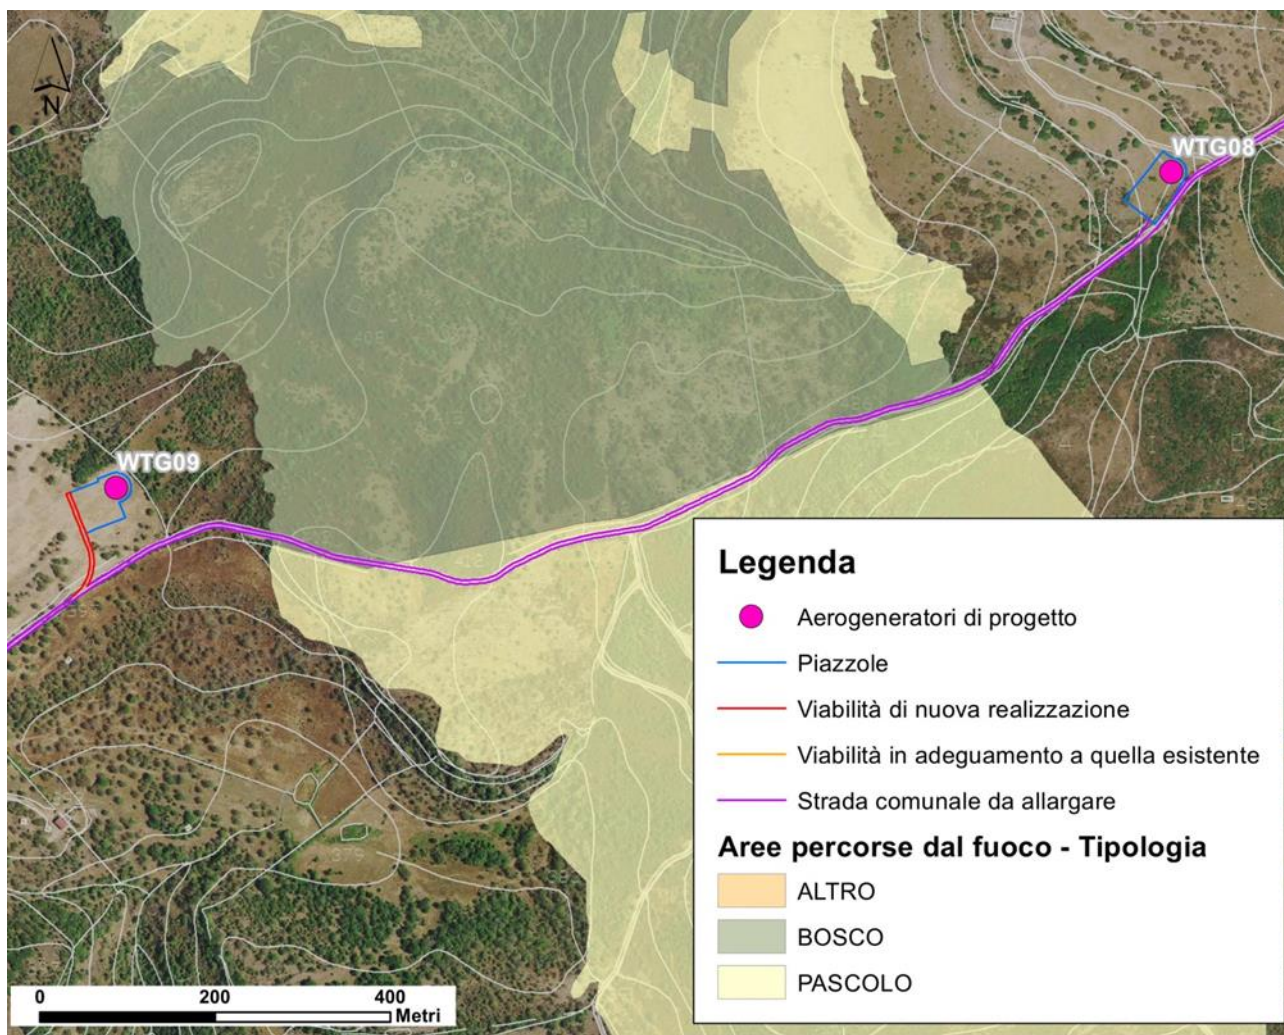 N
WTG08
WTG09
Legenda
Aerogeneratori di progetto
Piazzole
Viabilità di nuova realizzazione
Viabilità in adeguamento a quella esistente
Strada comunale da allargare
Aree percorse dal fuoco - Tipologia
ALTRO
BOSCO
PASCOLO
0 200 400
Metri